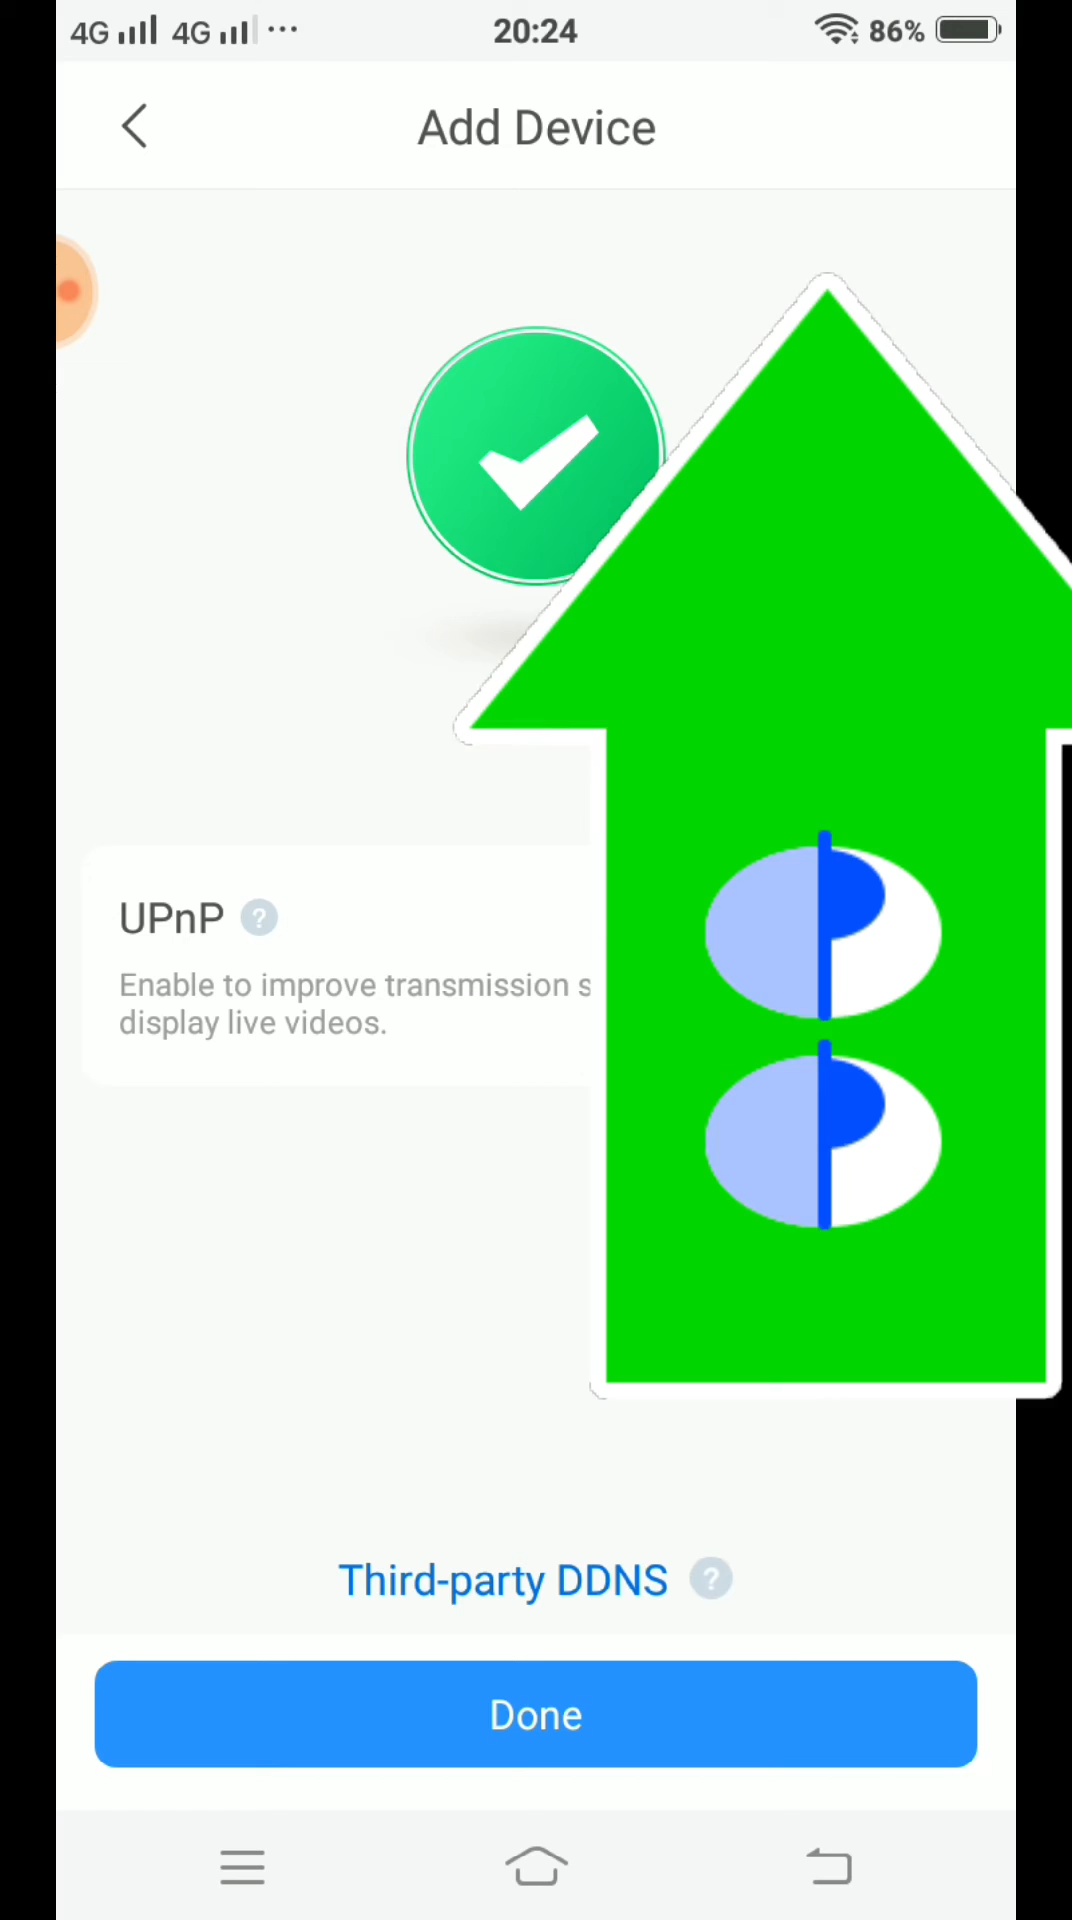 4G 4G 20:24 86%
Add Device
UPnP ?
Enable to improve transmission
display live videos.
Third-party DDNS ?
Done